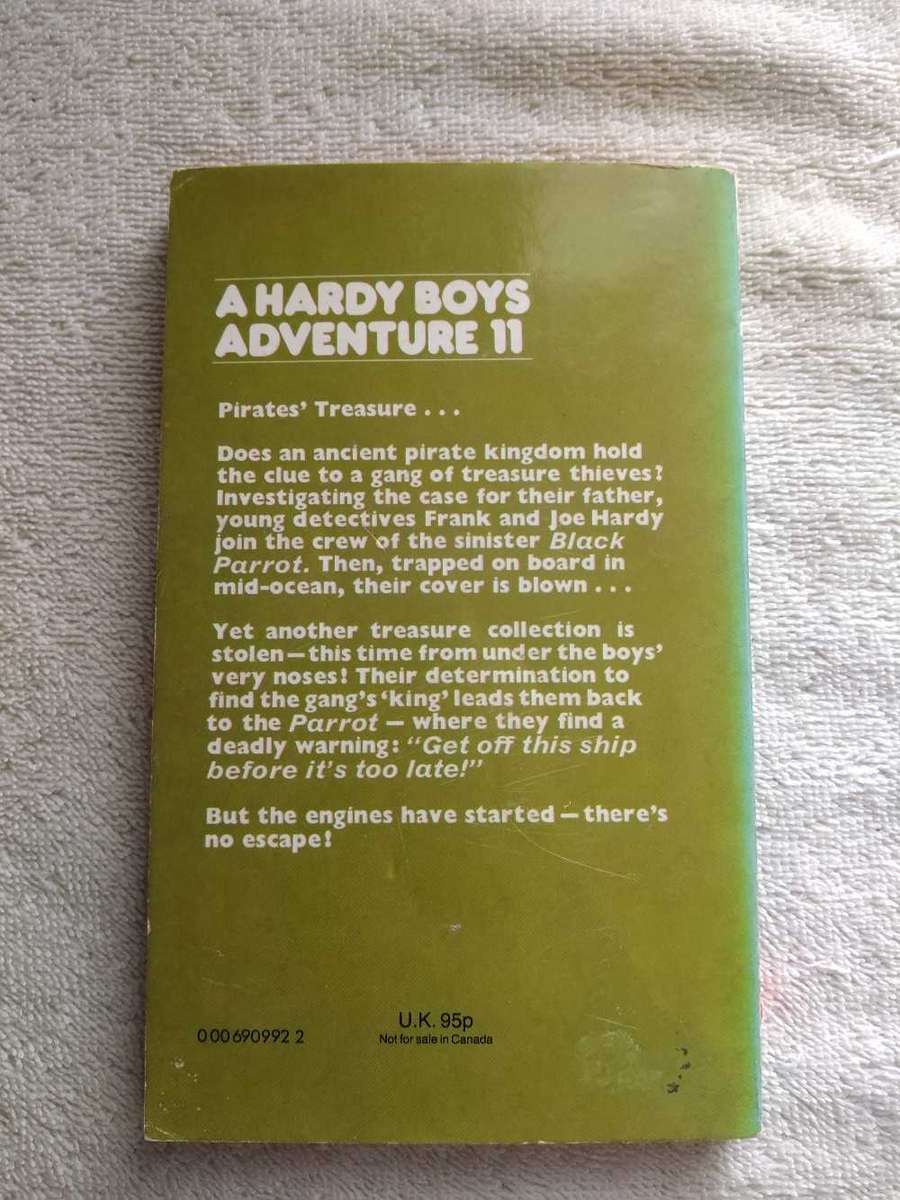 A HARDY BOYS
ADVENTURE 11
Pirates' Treasure . . .
Does an ancient pirate kingdom hold
the clue to a gang of treasure thieves?
Investigating the case for their father,
young detectives Frank and Joe Hardy
join the crew of the sinister Black
Parrot. Then, trapped on board in
mid-ocean, their cover is blown . . .
Yet another treasure collection is
stolen — this time from under the boys'
very noses! Their determination to
find the gang's 'king' leads them back
to the Parrot — where they find a
deadly warning: "Get off this ship
before it's too late!"
But the engines have started — there's
no escape!
0 00 690992 2
U.K. 95p
Not for sale in Canada